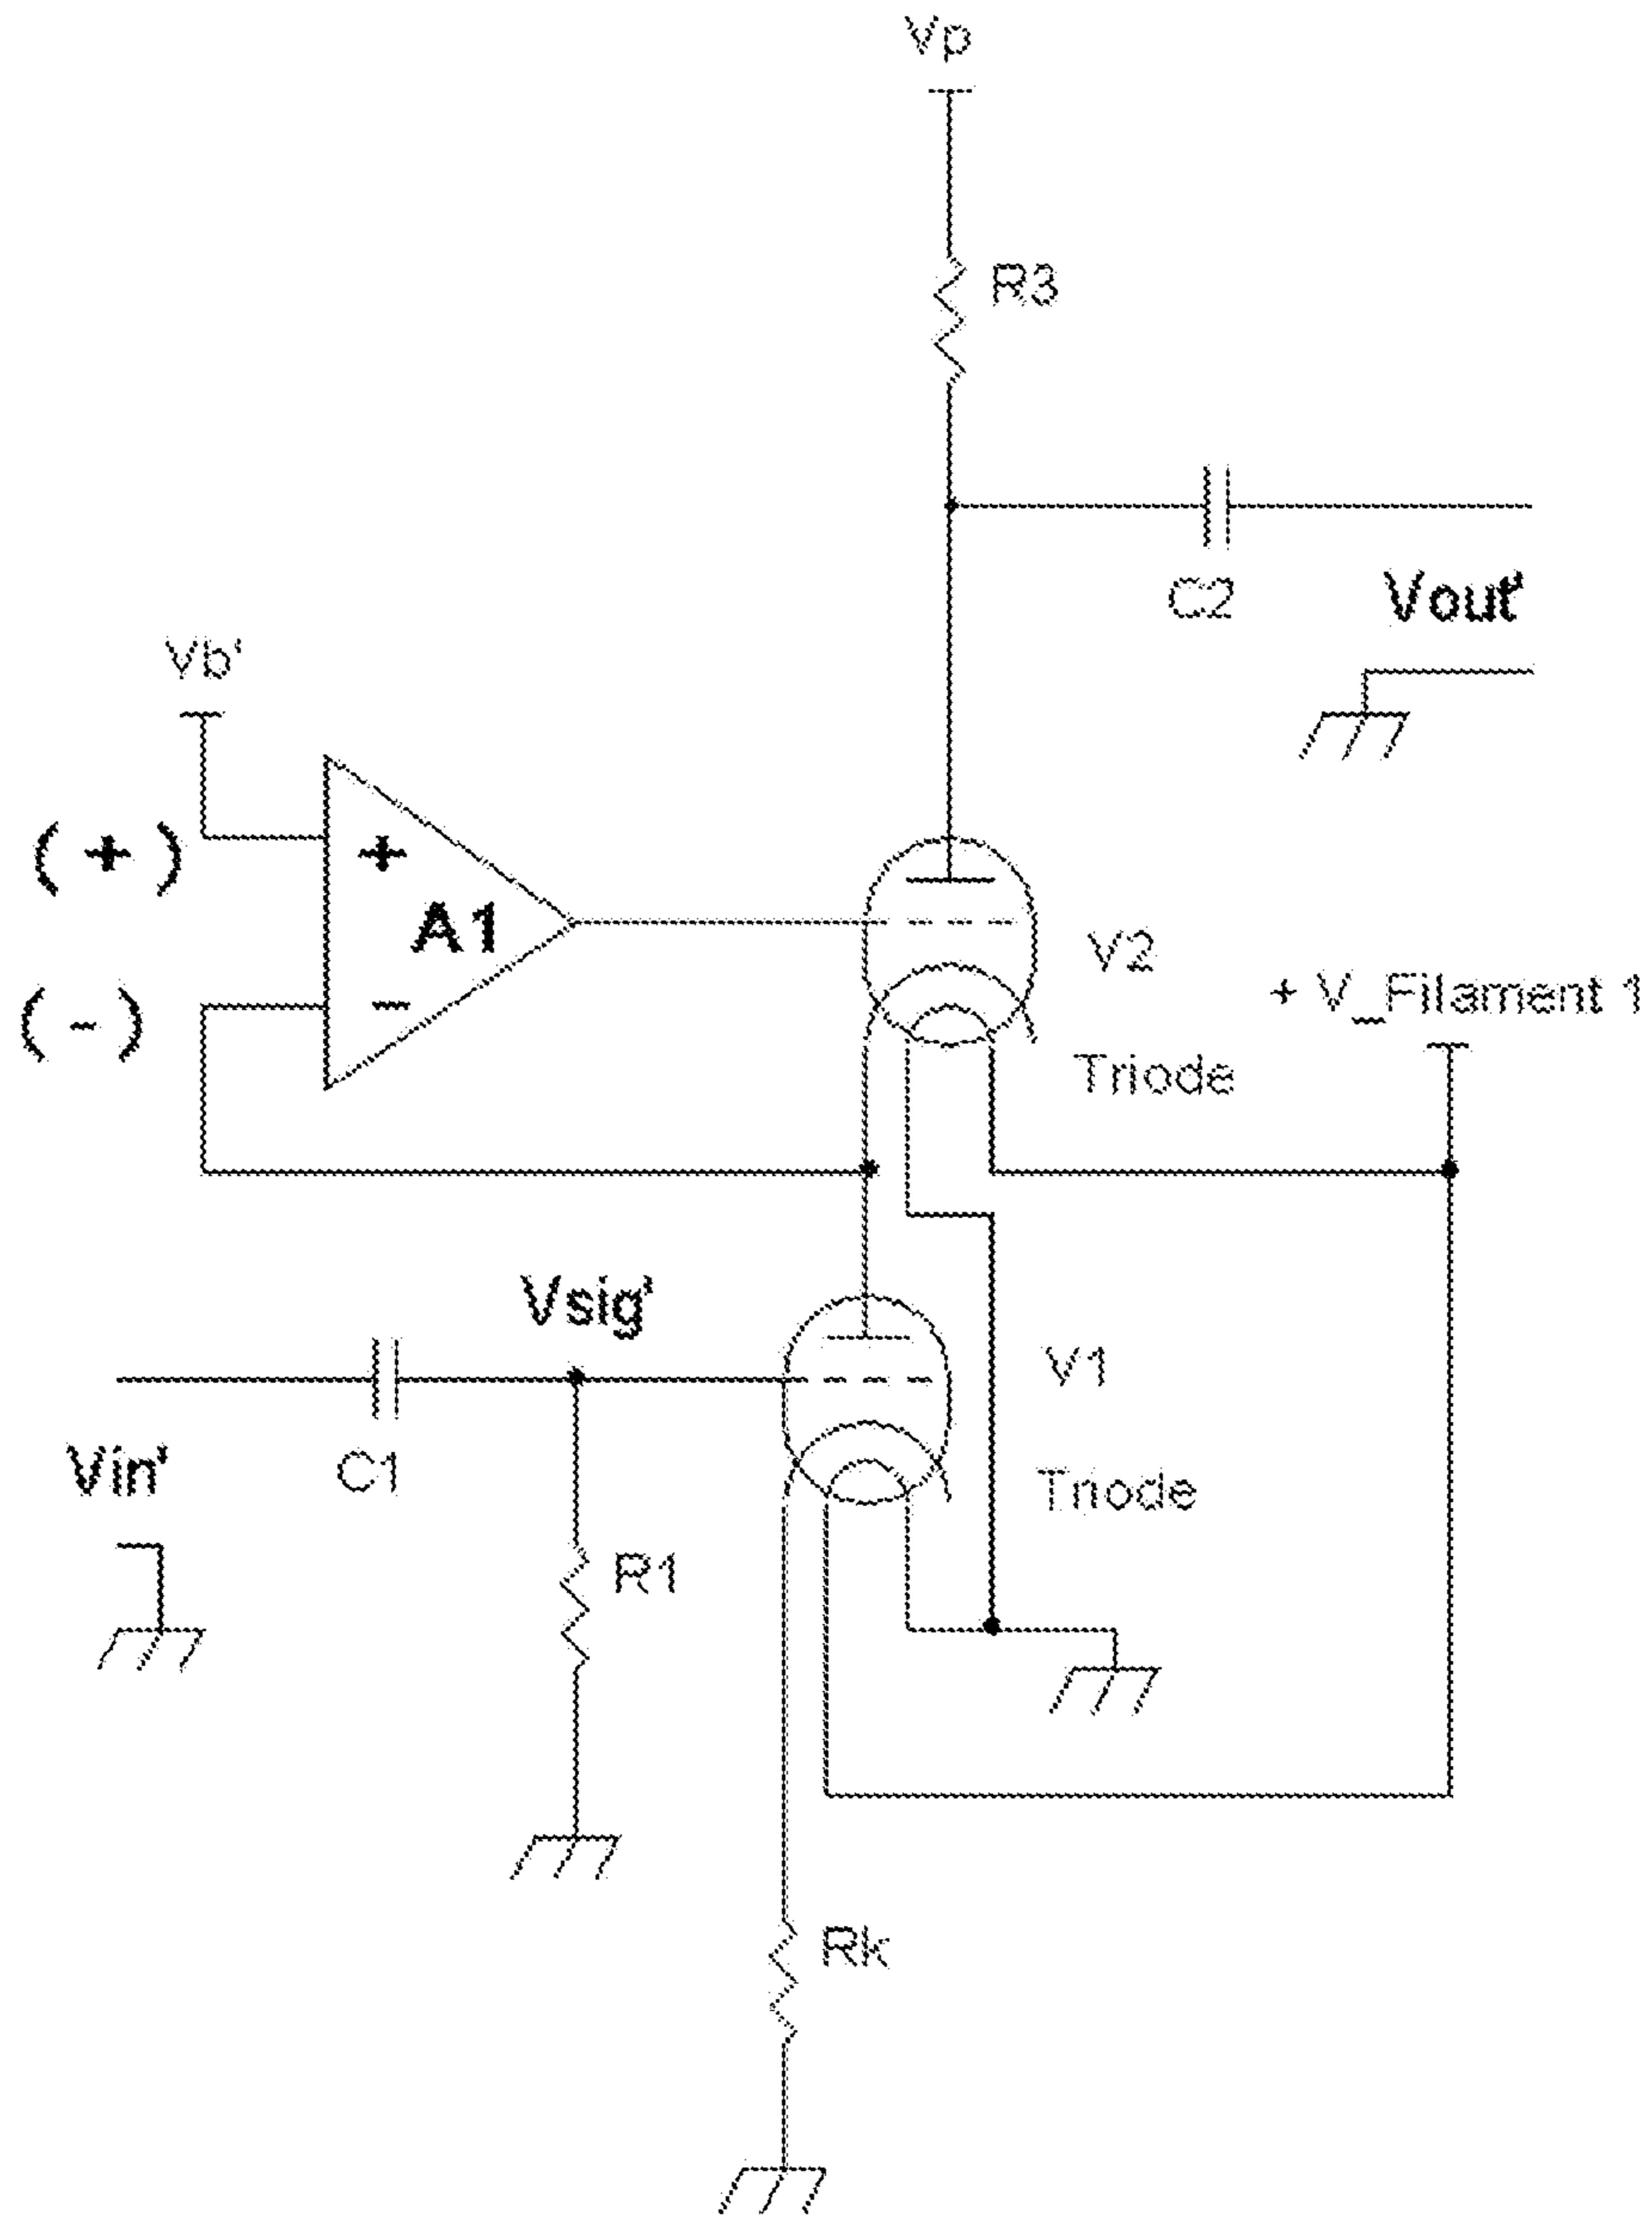 Vp
R3
C2
Vout'
Vb'
( + )
+
A1
( - )
-
V2
+ V_Filament 1
Triode
Vsig'
V1
Vin'
C1
Triode
R1
Rk